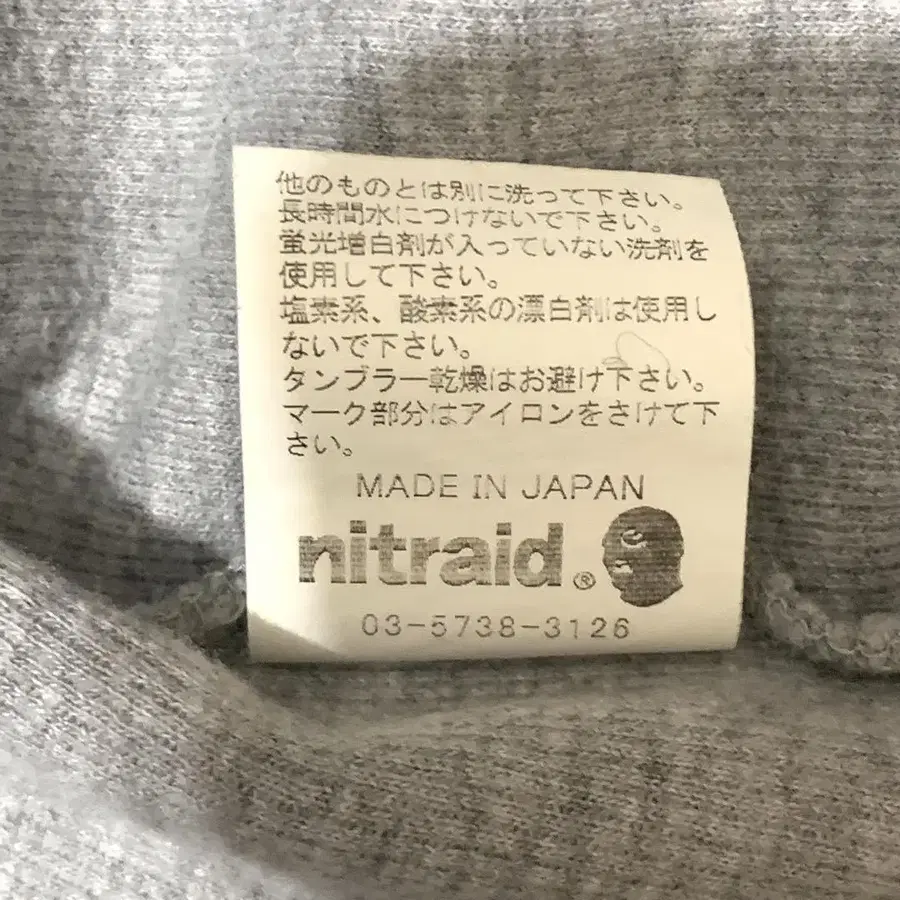 他のものとは別に洗って下さい。
長時間水につけないで下さい。
蛍光増白剤が入っていない洗剤を
使用して下さい。
塩素系、酸素系の漂白剤は使用し
ないで下さい。
タンブラー乾燥はお避け下さい。
マーク部分はアイロンをさけて下
さい。
MADE IN JAPAN
nitraid®
03-5738-3126